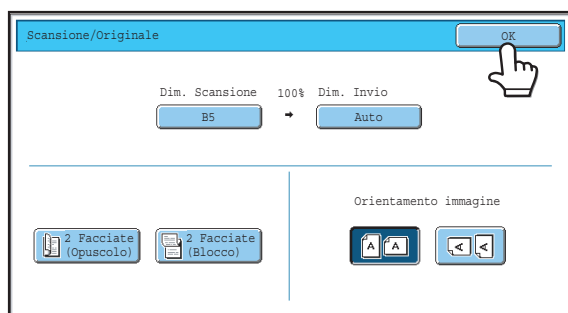 Scansione/Originale
OK
Dim. Scansione 100% Dim. Invio
B5 → Auto
Orientamento immagine
2 Facciate
(Opuscolo)
2 Facciate
(Blocco)
A A
A A